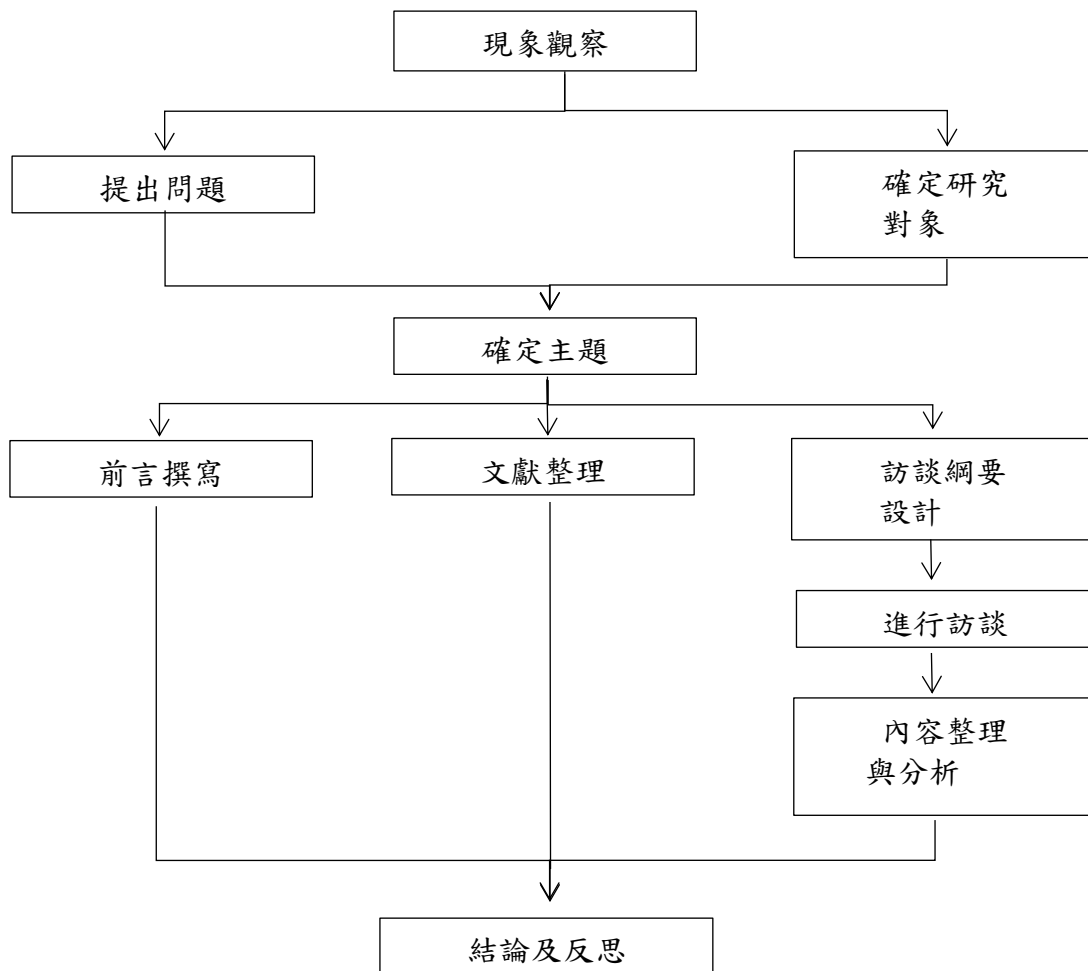 現象觀察
提出問題
確定研究
對象
確定主題
前言撰寫
文獻整理
訪談綱要
設計
進行訪談
內容整理
與分析
結論及反思